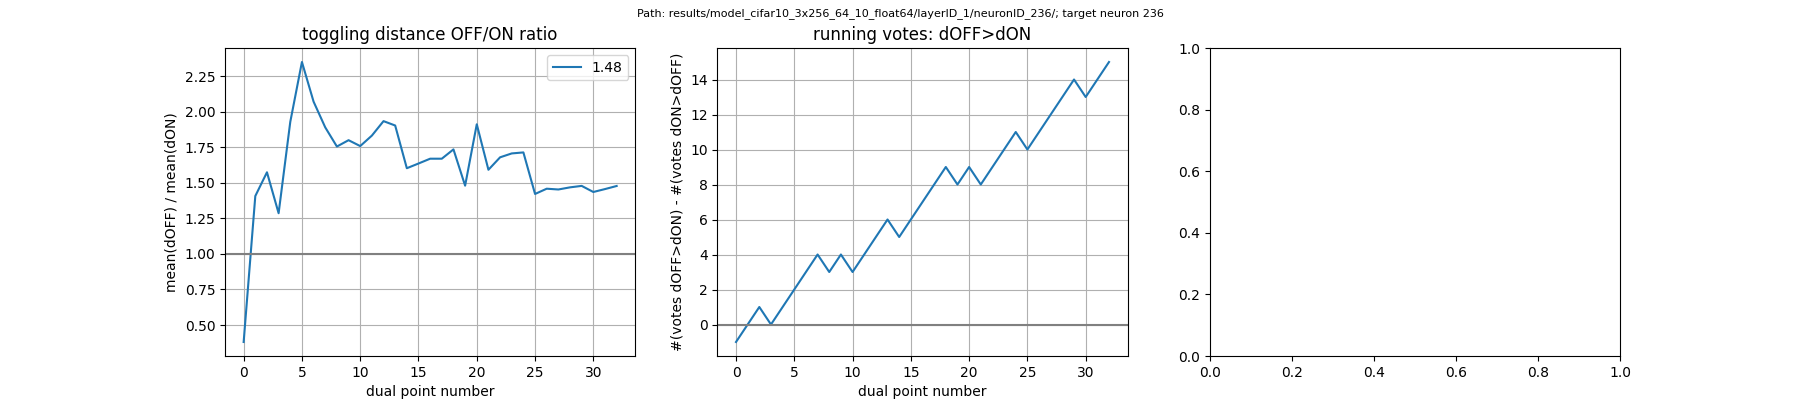 Path: results/model_cifar10_3x256_64_10_float64/layerID_1/neuronID_236/; target neuron 236
toggling distance OFF/ON ratio
mean(dOFF) / mean(dON)
2.25
2.00
1.75
1.50
1.25
1.00
0.75
0.50
1.48
0 5 10 15 20 25 30
dual point number
running votes: dOFF>dON
#(votes dOFF>dON) - #(votes dON>dOFF)
14
12
10
8
6
4
2
0
0 5 10 15 20 25 30
dual point number
1.0
0.8
0.6
0.4
0.2
0.0
0.0 0.2 0.4 0.6 0.8 1.0